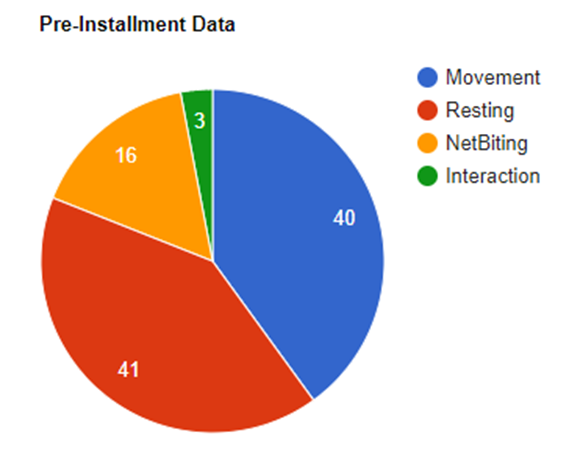 Pre-Installment Data
Movement
Resting
NetBiting
Interaction
3
16
40
41